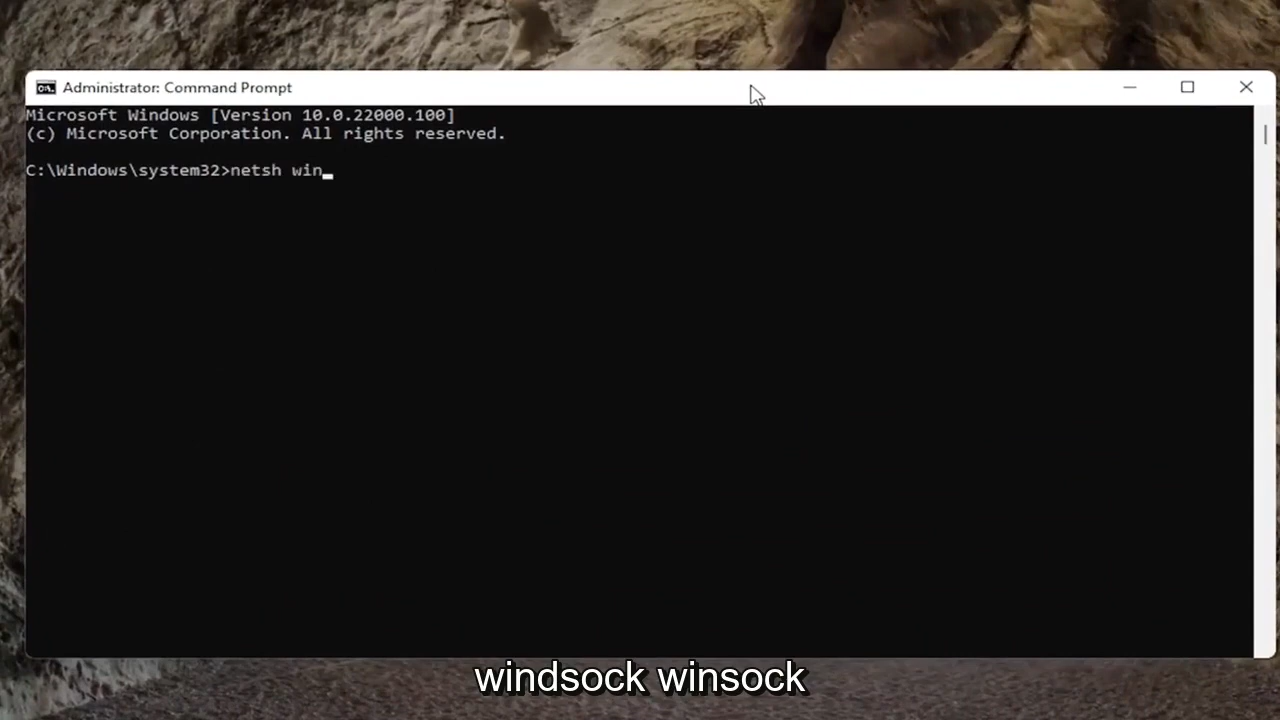 Administrator: Command Prompt
Microsoft Windows [Version 10.0.22000.100]
(c) Microsoft Corporation. All rights reserved.
C:\Windows\system32>netsh win
windsock winsock